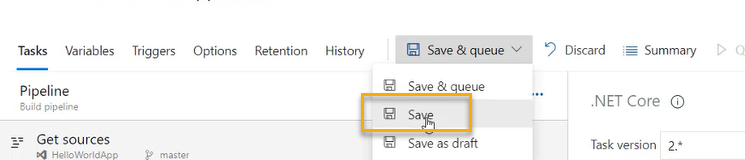 Tasks Variables Triggers Options Retention History Save & queue Discard Summary
Pipeline
Build pipeline
Save & queue
Save
Save as draft
Get sources
HelloWorldApp master
.NET Core
Task version 2.*